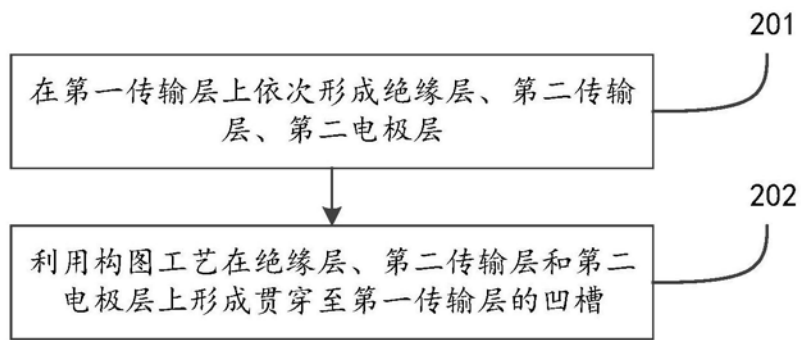 201
在第一传输层上依次形成绝缘层、第二传输
层、第二电极层
202
利用构图工艺在绝缘层、第二传输层和第二
电极层上形成贯穿至第一传输层的凹槽